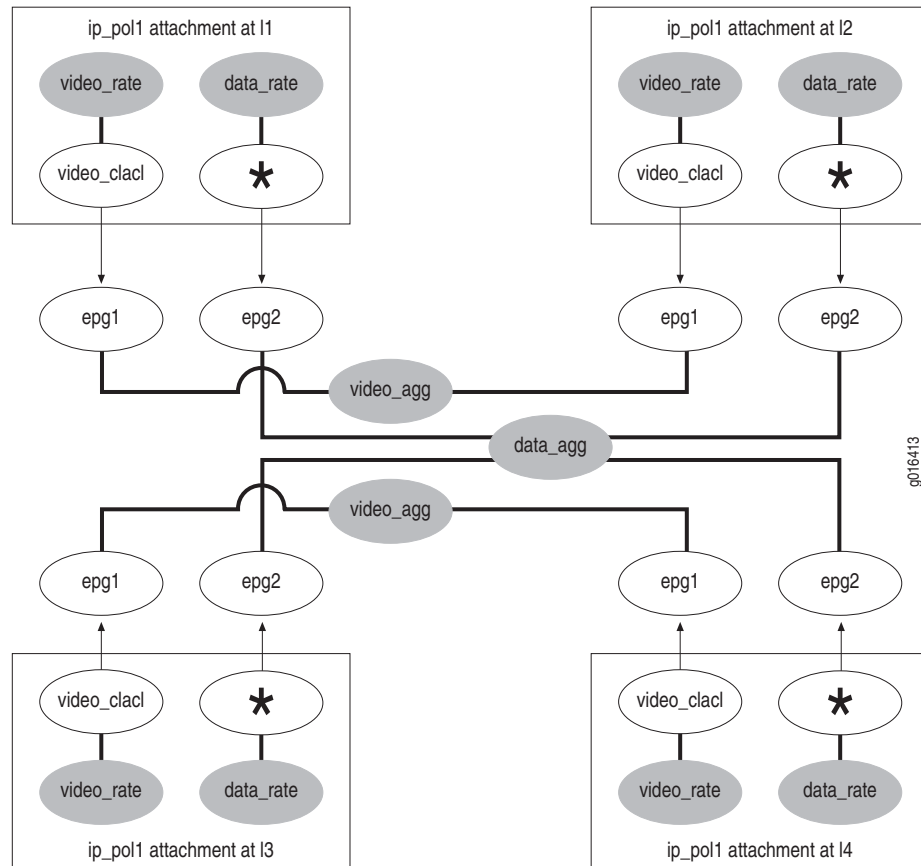 ip_pol1 attachment at l1
ip_pol1 attachment at l2
video_rate
data_rate
video_rate
data_rate
video_clacl
*
video_clacl
*
epg1
epg2
epg1
epg2
video_agg
data_agg
g016413
video_agg
epg1
epg2
epg1
epg2
video_clacl
*
video_clacl
*
video_rate
data_rate
video_rate
data_rate
ip_pol1 attachment at l3
ip_pol1 attachment at l4